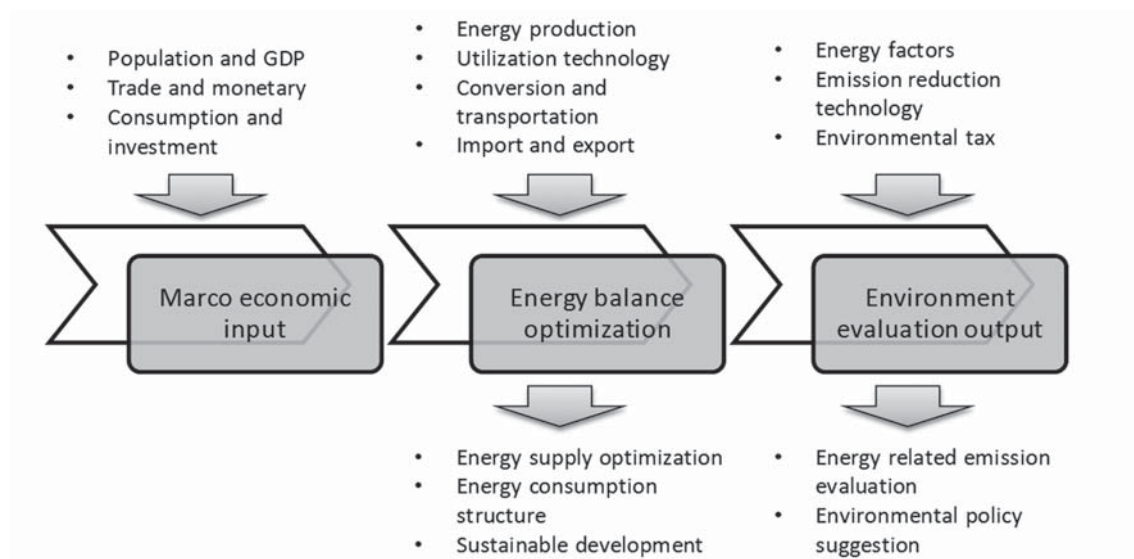 • Population and GDP
• Trade and monetary
• Consumption and
investment
• Energy production
• Utilization technology
• Conversion and
transportation
• Import and export
• Energy factors
• Emission reduction
technology
• Environmental tax
Marco economic
input
Energy balance
optimization
Environment
evaluation output
• Energy supply optimization
• Energy consumption
structure
• Sustainable development
• Energy related emission
evaluation
• Environmental policy
suggestion